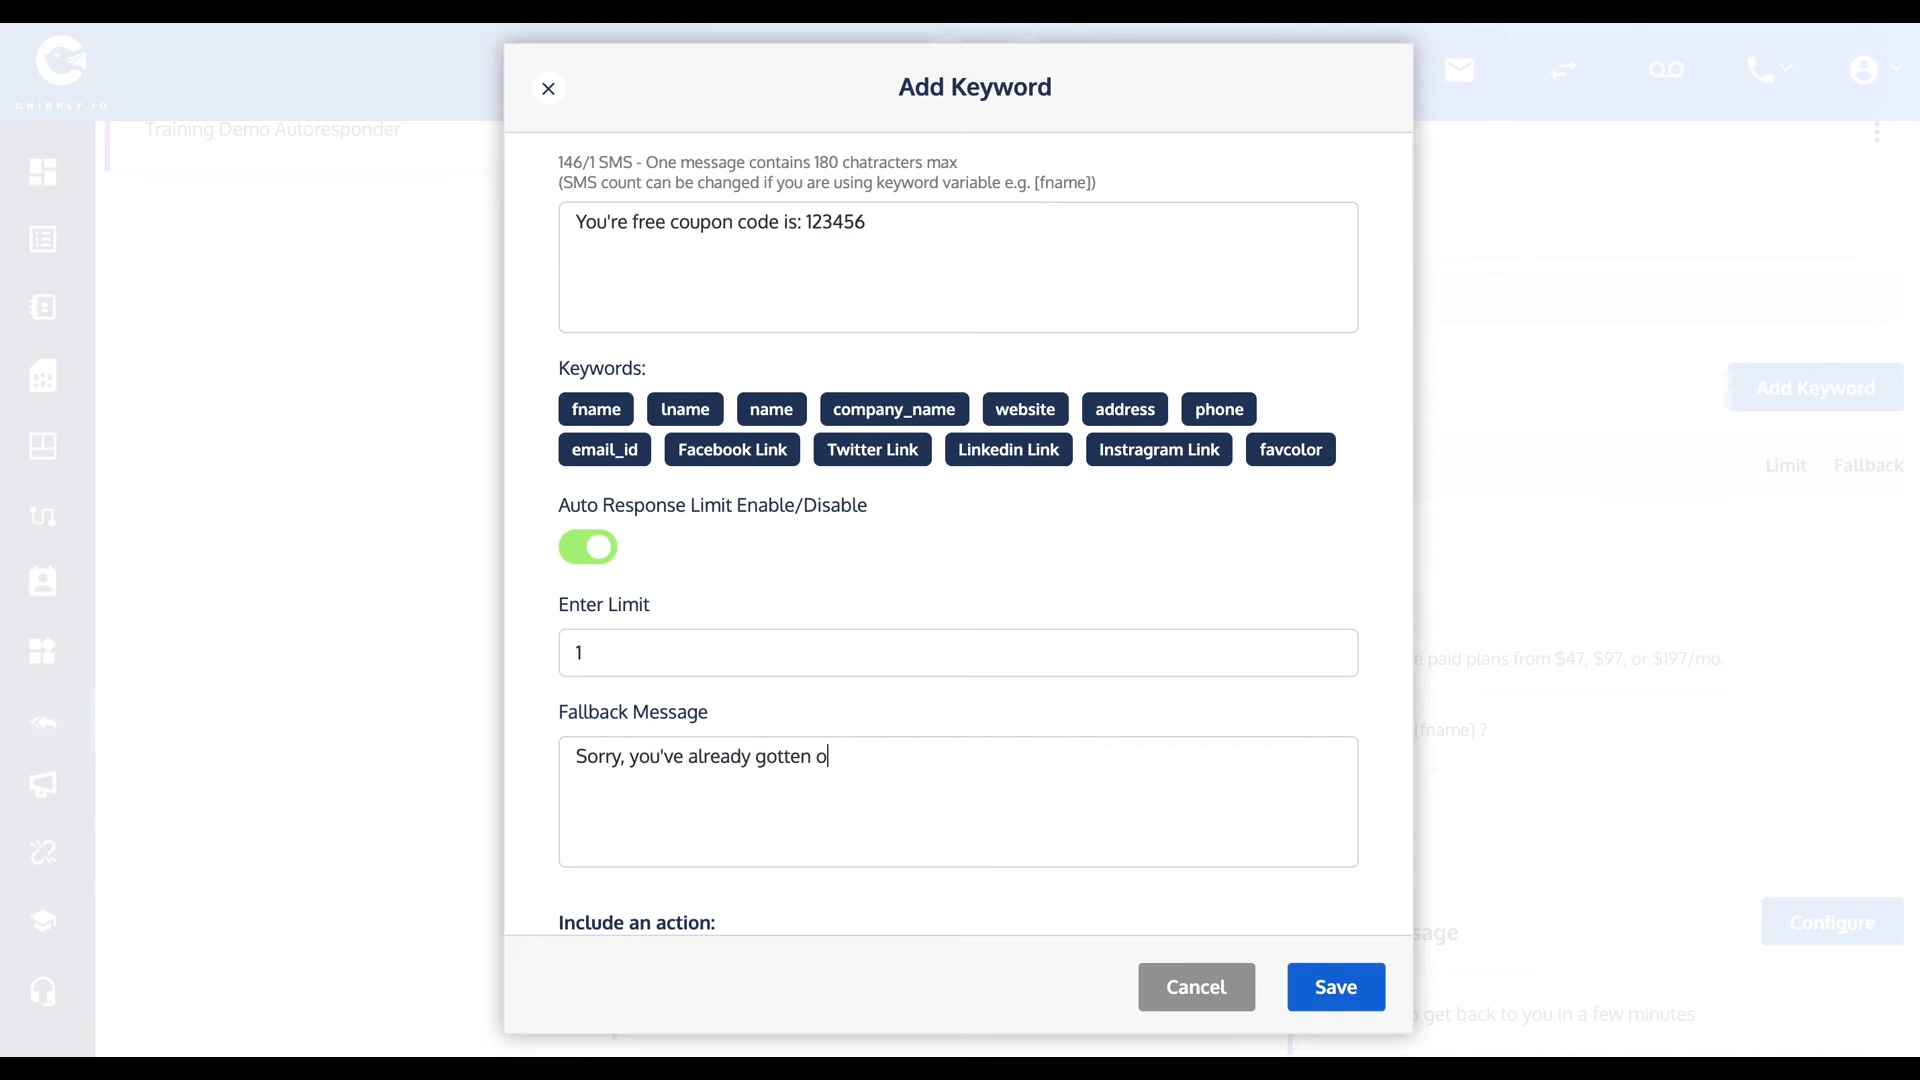 CHIRPLY.IO
Training Demo Autoresponder
Add Keyword
146/1 SMS - One message contains 180 chatracters max
(SMS count can be changed if you are using keyword variable e.g. [fname])
You're free coupon code is: 123456
Keywords:
fname lname name company_name website address phone
email_id Facebook Link Twitter Link Linkedin Link Instragram Link favcolor
Auto Response Limit Enable/Disable
Enter Limit
1
Fallback Message
Sorry, you've already gotten o
Include an action:
Cancel Save
Add Keyword
Limit Fallback
paid plans from $47, $97, or $197/mo.
[fname] ?
Configure
get back to you in a few minutes